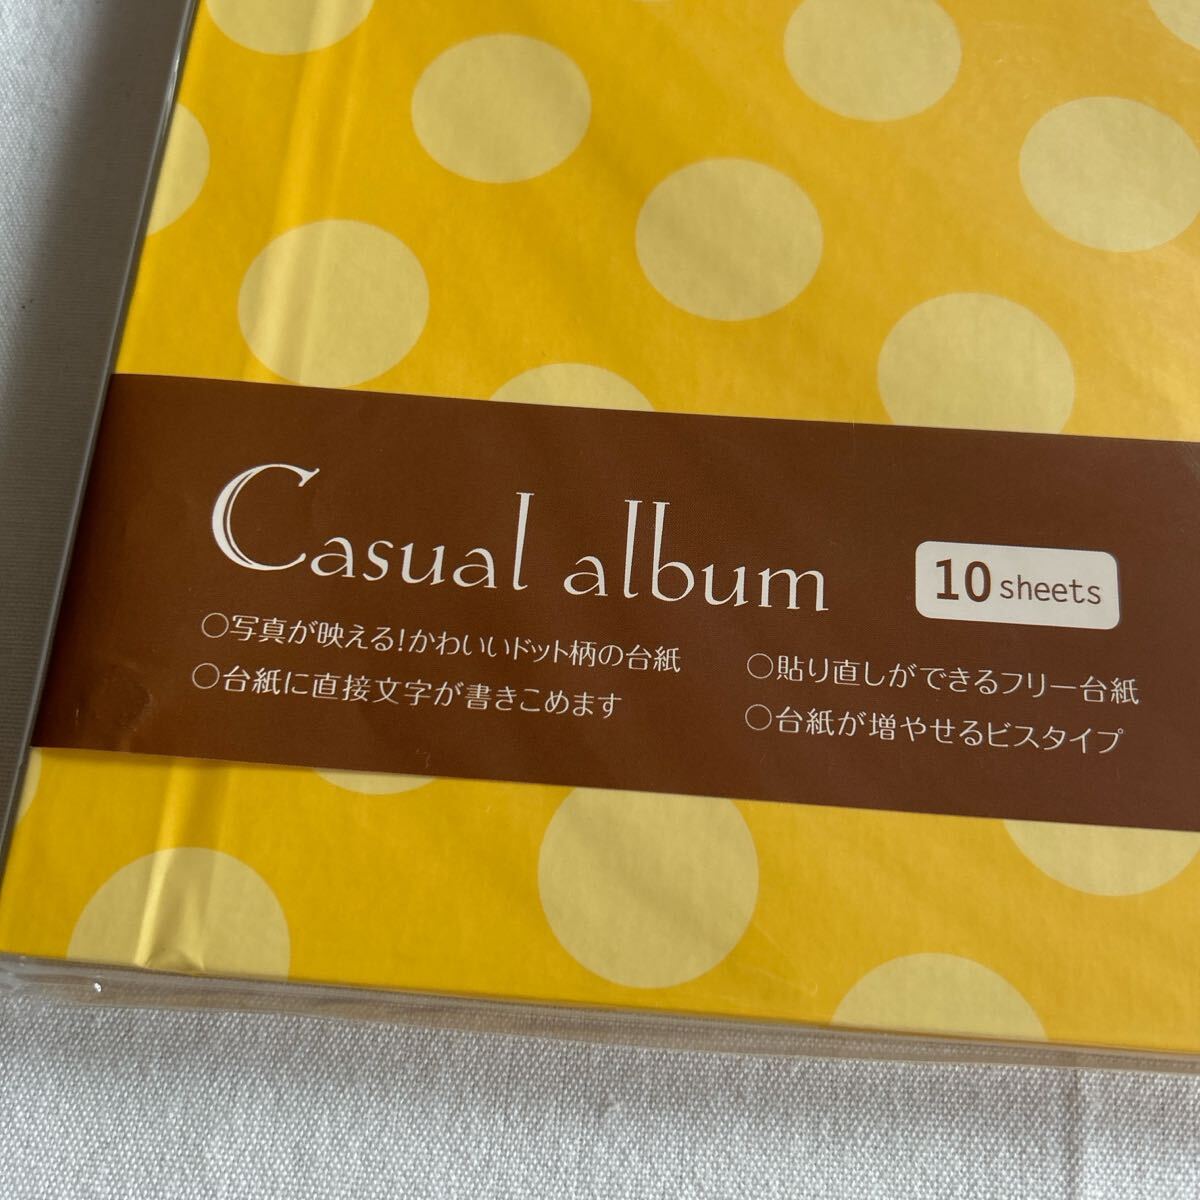 Casual album
10 sheets
○写真が映える!かわいいドット柄の台紙
○台紙に直接文字が書きこめます
○貼り直しができるフリー台紙
○台紙が増やせるビスタイプ